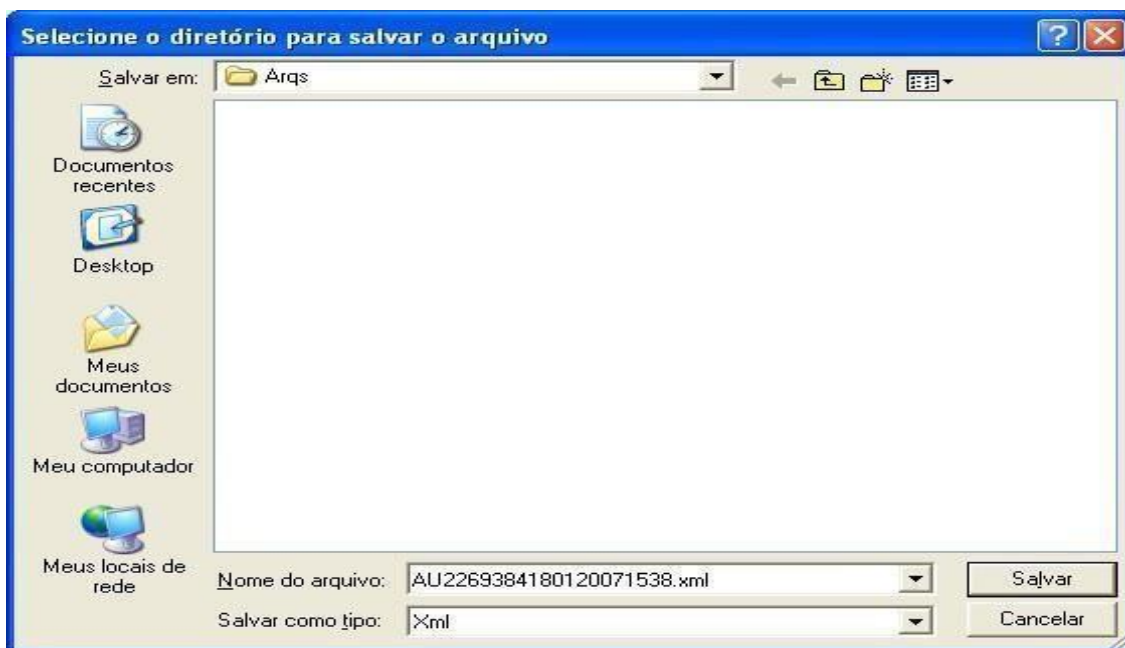 Selecione o diretório para salvar o arquivo
Salvar em:
Arqs
Documentos
recentes
Desktop
Meus
documentos
Meu computador
Meus locais de
rede
Nome do arquivo:
AU2269384180120071538.xml
Salvar
Salvar como tipo:
Xml
Cancelar